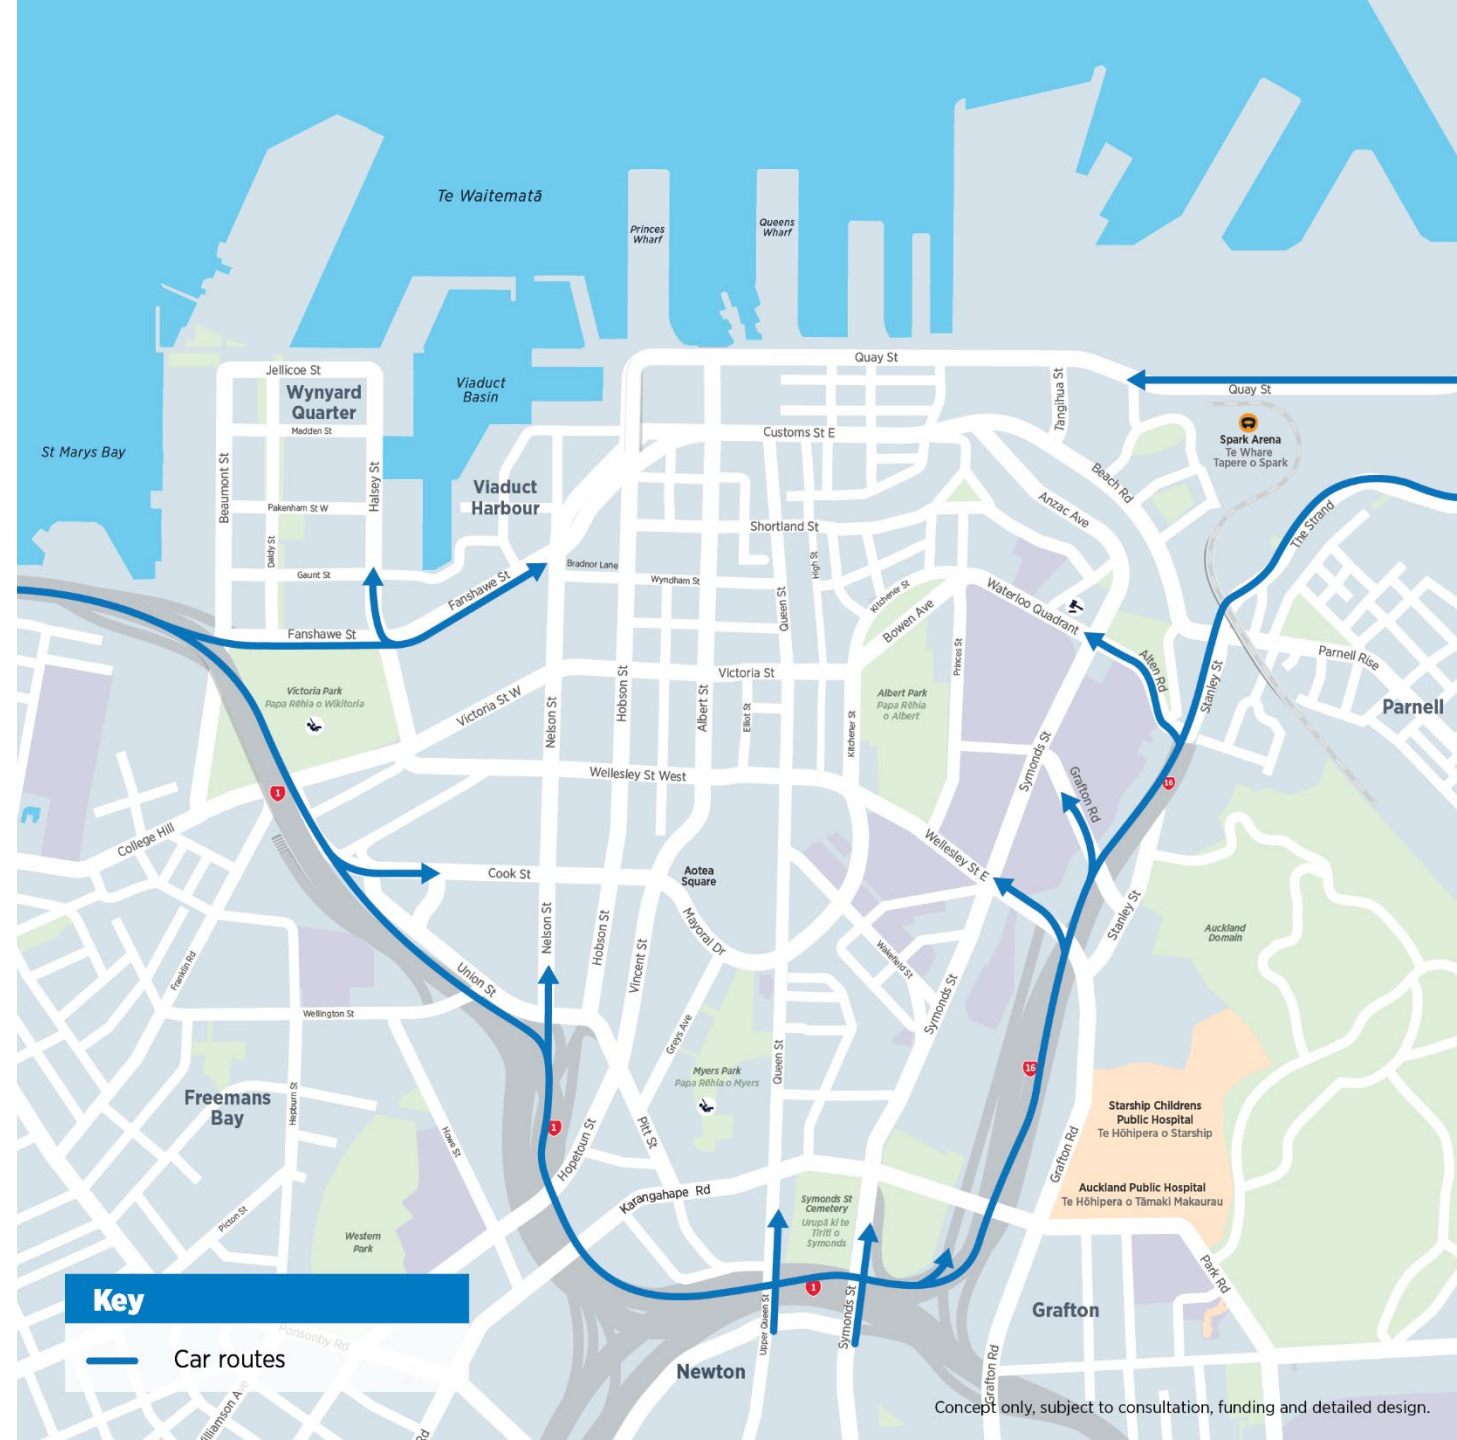 Te Waitematā
Princes
Wharf
Queens
Wharf
Quay St
Jellicoe St
Wynyard
Quarter
Madden St
Viaduct
Basin
Tangihua St
Quay St
Spark Arena
Te Whare
Tapere o Spark
St Marys Bay
Customs St E
Beaumont St
Halsey St
Viaduct
Harbour
Beach Rd
Anzac Ave
Pakenham St W
Shortland St
The Strand
Daldy St
Gaunt St
Fanshawe St
Bradnor Lane
Wyndham St
High St
Queen St
Kitchener St
Bowen Ave
Waterloo Quadrant
Fanshawe St
Princes St
Alten Rd
Stanley St
Parnell Rise
Parnell
Victoria Park
Papa Rēhia o Wikitoria
Victoria St W
Victoria St
Nelson St
Hobson St
Albert St
Elliot St
Kitchener St
Albert Park
Papa Rēhia
o Albert
Symonds St
Grafton Rd
Wellesley St West
1
16
College Hill
Cook St
Aotea
Square
Wellesley St E
Nelson St
Hobson St
Vincent St
Mayoral Dr
Wakefield St
Stanley St
Auckland
Domain
Franklin Rd
Union St
Wellington St
Symonds St
Greys Ave
Queen St
Myers Park
Papa Rēhia o Myers
16
Freemans
Bay
Hepburn St
Howe St
1
Pitt St
Hopetoun St
Starship Childrens
Public Hospital
Te Hōhipera o Starship
Grafton Rd
Auckland Public Hospital
Te Hōhipera o Tāmaki Makaurau
Karangahape Rd
Symonds St
Cemetery
Urupā ki te
Tiriti o
Symonds
Picton St
Western
Park
Park Rd
1
Upper Queen St
Symonds St
Grafton
Newton
Grafton Rd
Key
Ponsonby Rd
Car routes
Concept only, subject to consultation, funding and detailed design.